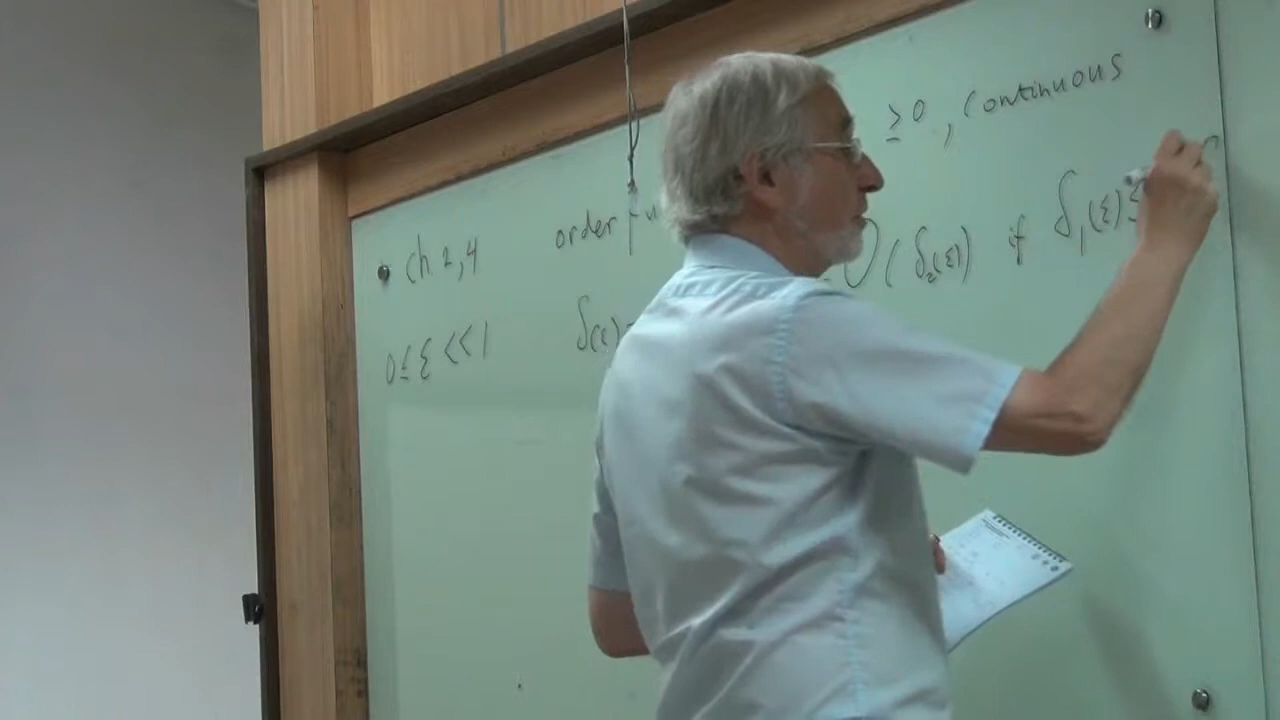 • ch 2,4 order fu ≥0, continuous
0≤ε<<1 δ(ε)= O(δ₂(ε)) if δ₁(ε)≤